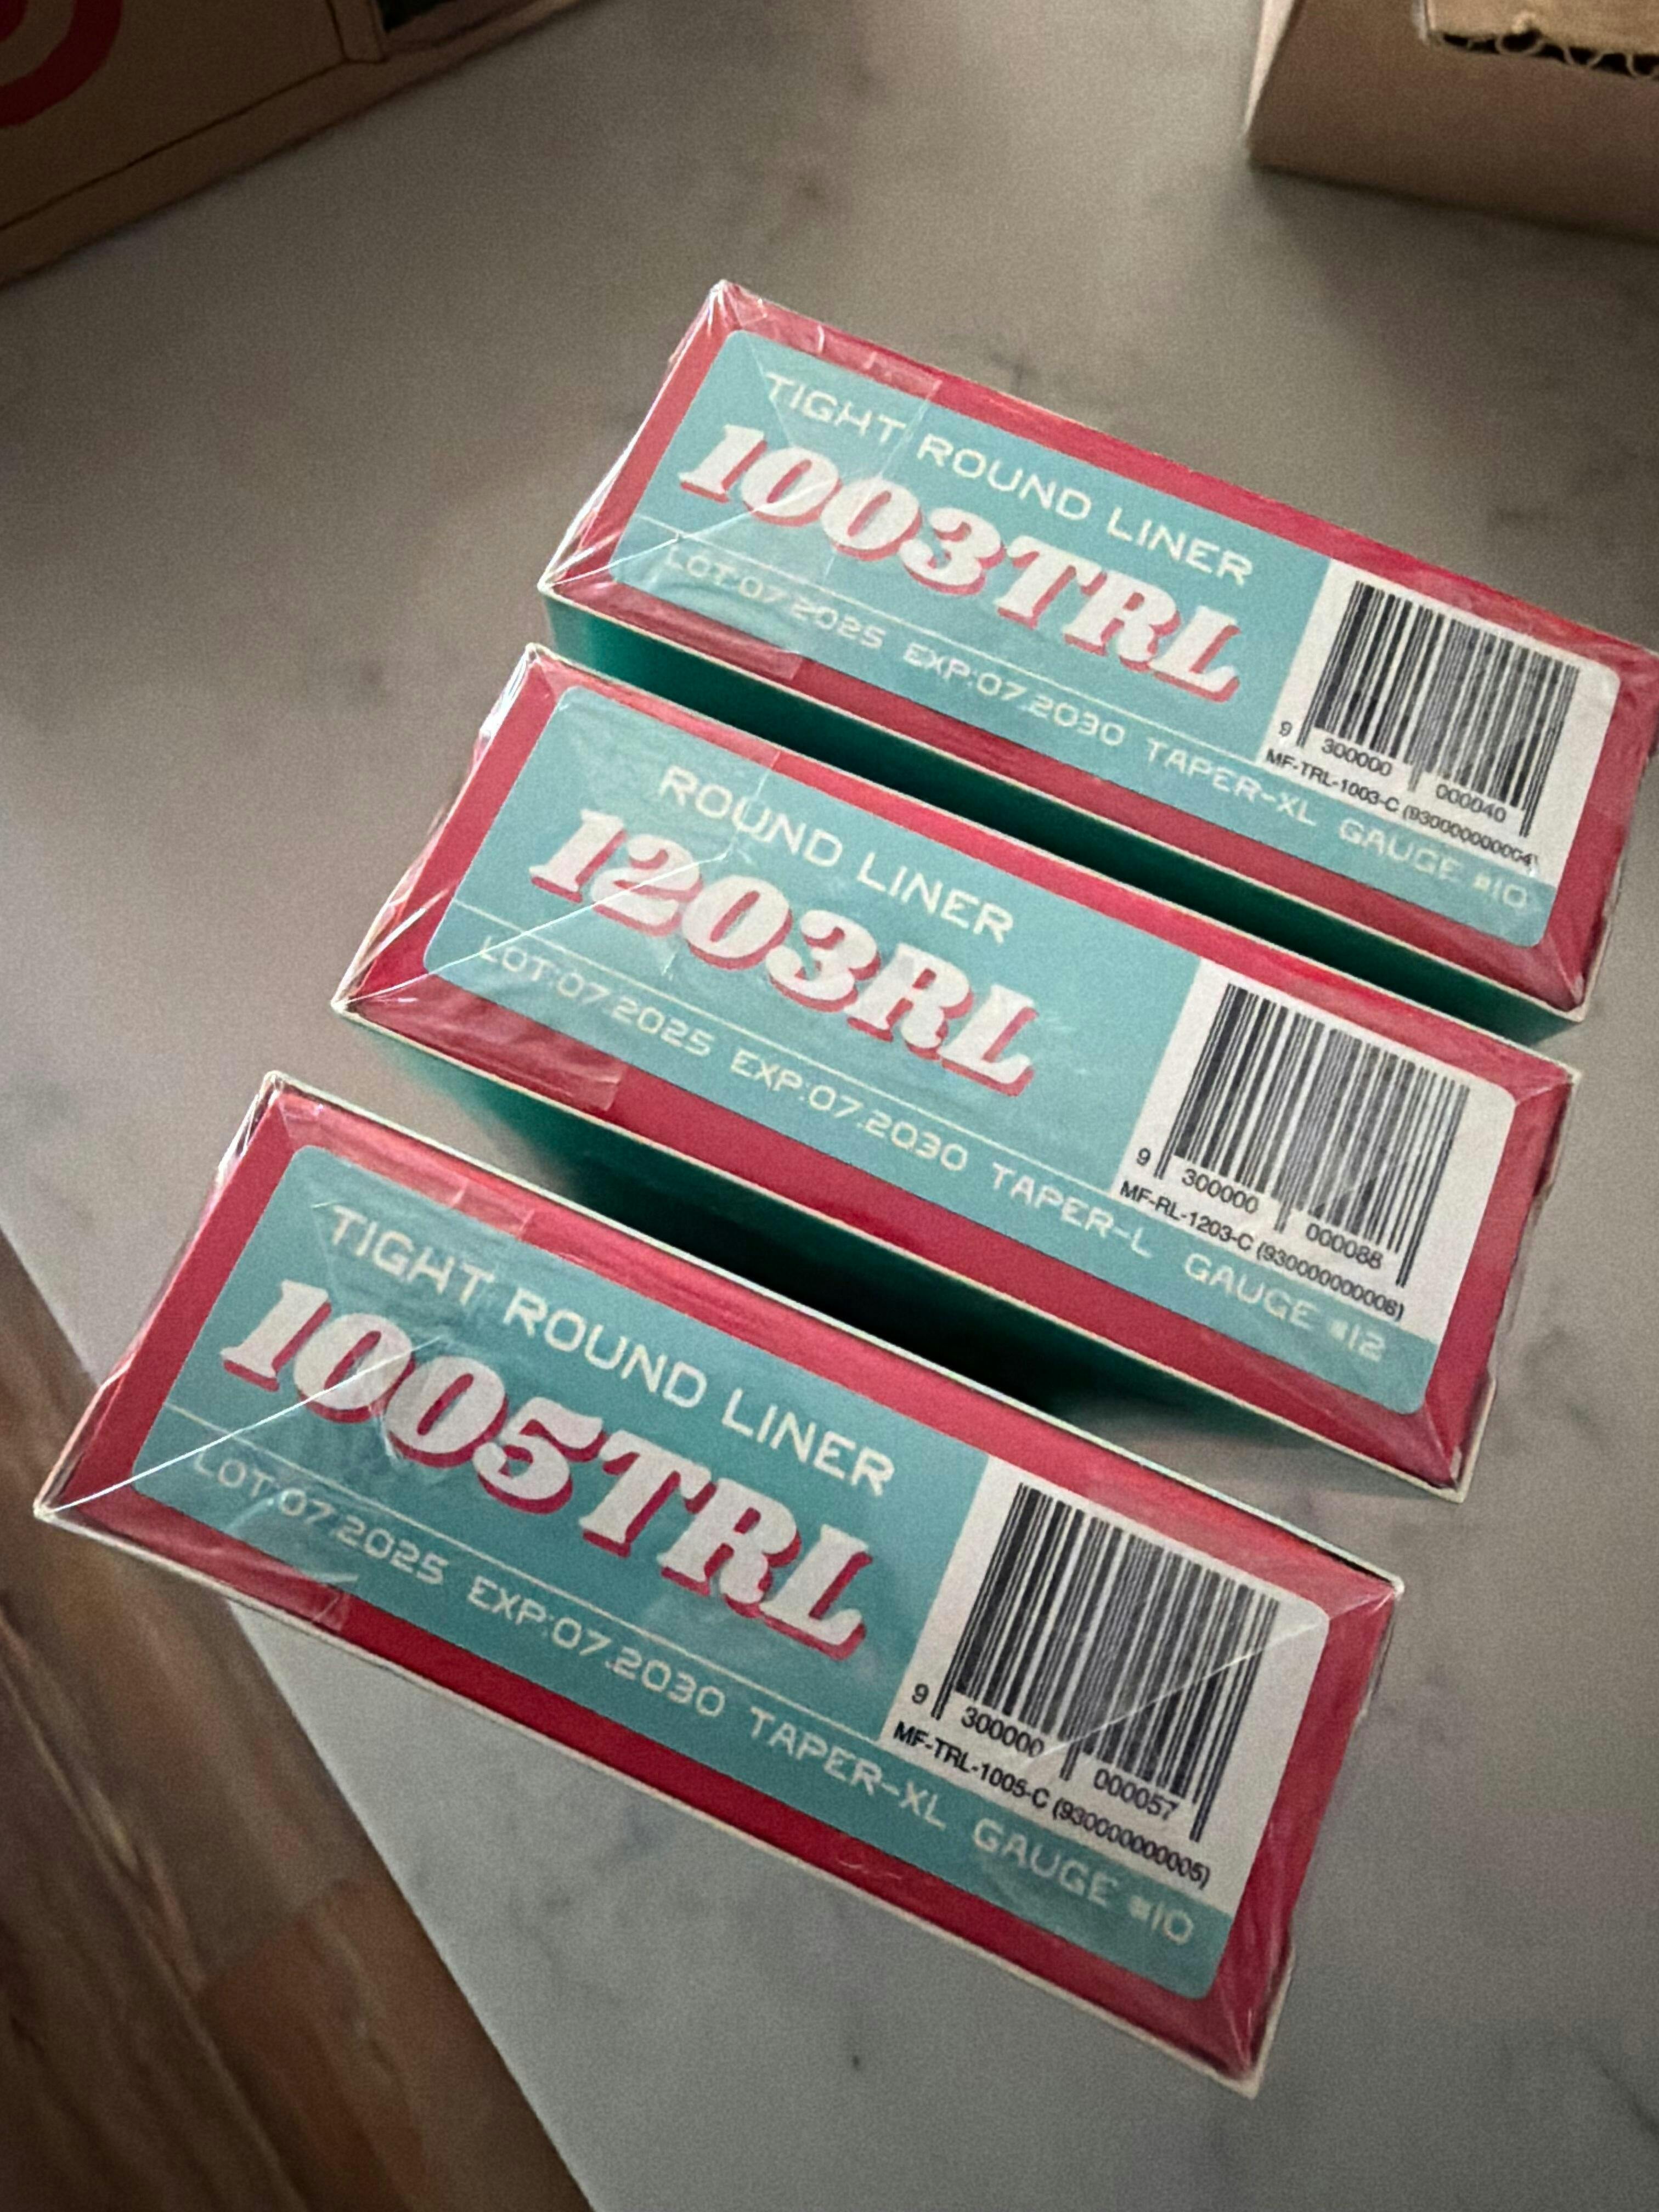 TIGHT ROUND LINER
1003TRL
LOT:07.2025 EXP:07.2030 TAPER-XL GAUGE #10
9 300000 000040
MF-TRL-1003-C
ROUND LINER
1203RL
LOT:07.2025 EXP:07.2030 TAPER-L GAUGE #12
9 300000 000088
MF-RL-1203-C
TIGHT ROUND LINER
1005TRL
LOT:07.2025 EXP:07.2030 TAPER-XL GAUGE #10
9 300000 000057
MF-TRL-1005-C (930000000005)